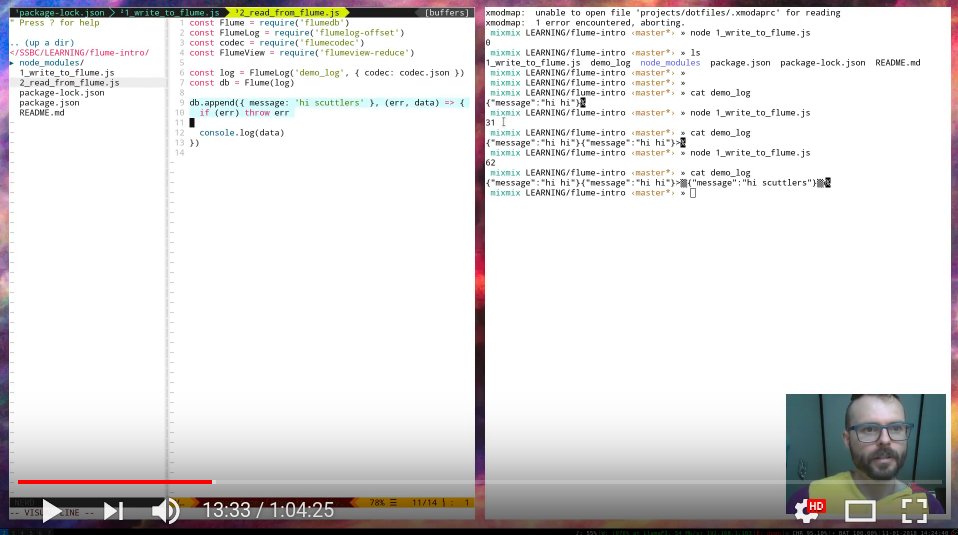 package-lock.json 1_write_to_flume.js 2_read_from_flume.js [buffers]
Press ? for help
.. (up a dir)
</SSBC/LEARNING/flume-intro/
▸ node_modules/
1_write_to_flume.js
2_read_from_flume.js
package-lock.json
package.json
README.md
1 const Flume = require('flumedb')
2 const FlumeLog = require('flumelog-offset')
3 const codec = require('flumecodec')
4 const FlumeView = require('flumeview-reduce')
5
6 const log = FlumeLog('demo_log', { codec: codec.json })
7 const db = Flume(log)
8
9 db.append({ message: 'hi scuttlers' }, (err, data) => {
10 if (err) throw err
11
12 console.log(data)
13 })
14
78% 11/14 : 1
-- VISUAL LINE --
xmodmap: unable to open file 'projects/dotfiles/.xmodaprc' for reading
xmodmap: 1 error encountered, aborting.
mixmix LEARNING/flume-intro ‹master*› » node 1_write_to_flume.js
0
mixmix LEARNING/flume-intro ‹master*› » ls
1_write_to_flume.js demo_log node_modules package.json package-lock.json README.md
mixmix LEARNING/flume-intro ‹master*› »
mixmix LEARNING/flume-intro ‹master*› »
mixmix LEARNING/flume-intro ‹master*› » cat demo_log
{"message":"hi hi"}%
mixmix LEARNING/flume-intro ‹master*› » node 1_write_to_flume.js
31
mixmix LEARNING/flume-intro ‹master*› » cat demo_log
{"message":"hi hi"}{"message":"hi hi"}>%
mixmix LEARNING/flume-intro ‹master*› » node 1_write_to_flume.js
62
mixmix LEARNING/flume-intro ‹master*› » cat demo_log
{"message":"hi hi"}{"message":"hi hi"}>▒{"message":"hi scuttlers"}▒%
mixmix LEARNING/flume-intro ‹master*› »
13:33 / 1:04:25
HD